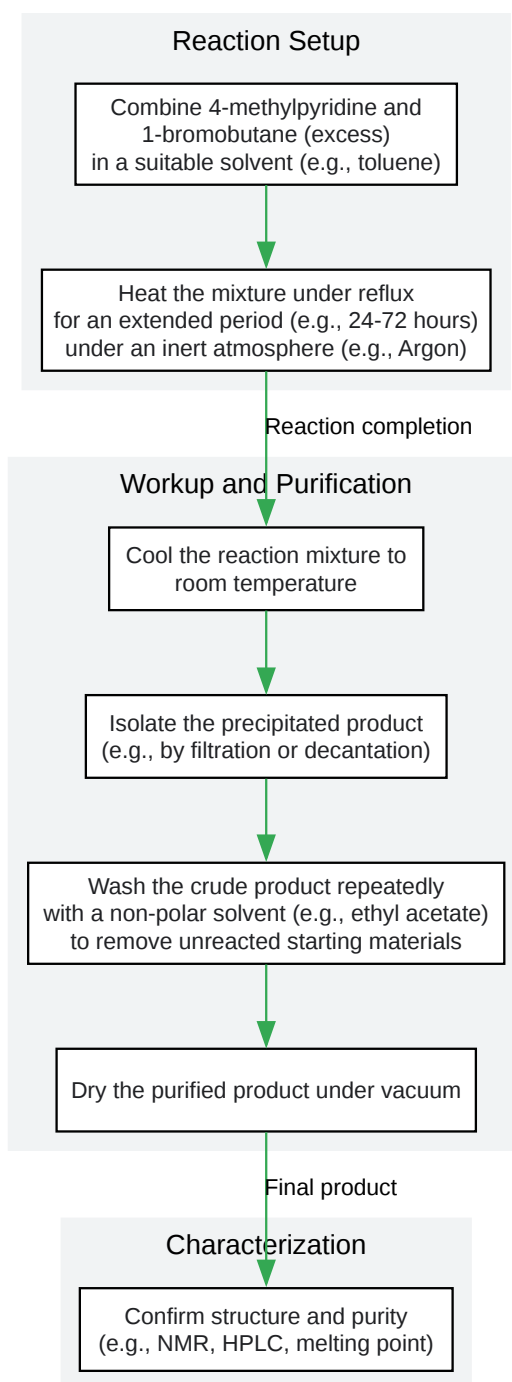 Reaction Setup
Combine 4-methylpyridine and
1-bromobutane (excess)
in a suitable solvent (e.g., toluene)
Heat the mixture under reflux
for an extended period (e.g., 24-72 hours)
under an inert atmosphere (e.g., Argon)
Reaction completion
Workup and Purification
Cool the reaction mixture to
room temperature
Isolate the precipitated product
(e.g., by filtration or decantation)
Wash the crude product repeatedly
with a non-polar solvent (e.g., ethyl acetate)
to remove unreacted starting materials
Dry the purified product under vacuum
Final product
Characterization
Confirm structure and purity
(e.g., NMR, HPLC, melting point)